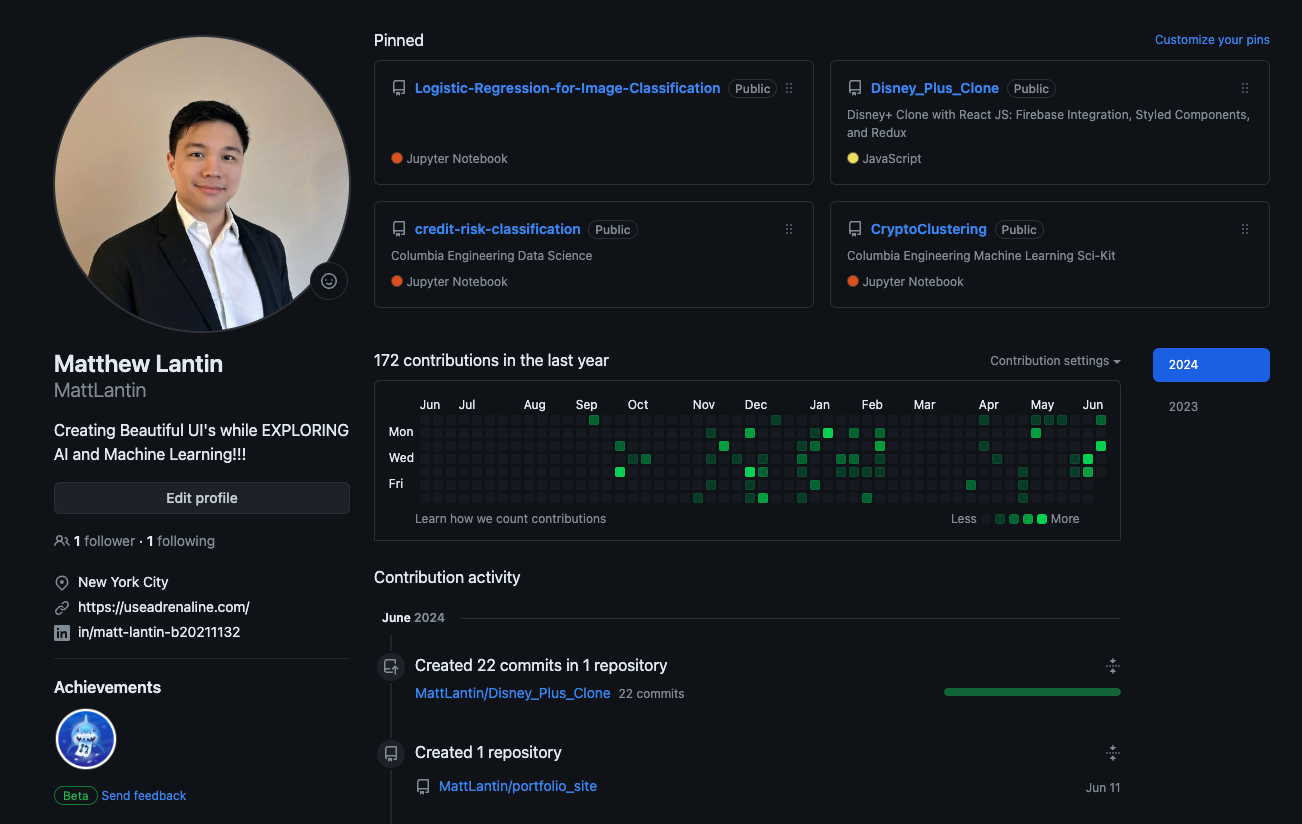 Pinned
Customize your pins
Logistic-Regression-for-Image-Classification Public
Jupyter Notebook
Disney_Plus_Clone Public
Disney+ Clone with React JS: Firebase Integration, Styled Components,
and Redux
JavaScript
credit-risk-classification Public
Columbia Engineering Data Science
Jupyter Notebook
CryptoClustering Public
Columbia Engineering Machine Learning Sci-Kit
Jupyter Notebook
Matthew Lantin
MattLantin
Creating Beautiful UI's while EXPLORING
AI and Machine Learning!!!
Edit profile
1 follower · 1 following
New York City
https://useadrenaline.com/
in/matt-lantin-b20211132
Achievements
Beta Send feedback
172 contributions in the last year
Contribution settings
2024
2023
Jun Jul Aug Sep Oct Nov Dec Jan Feb Mar Apr May Jun
Mon
Wed
Fri
Learn how we count contributions
Less More
Contribution activity
June 2024
Created 22 commits in 1 repository
MattLantin/Disney_Plus_Clone 22 commits
Created 1 repository
MattLantin/portfolio_site
Jun 11